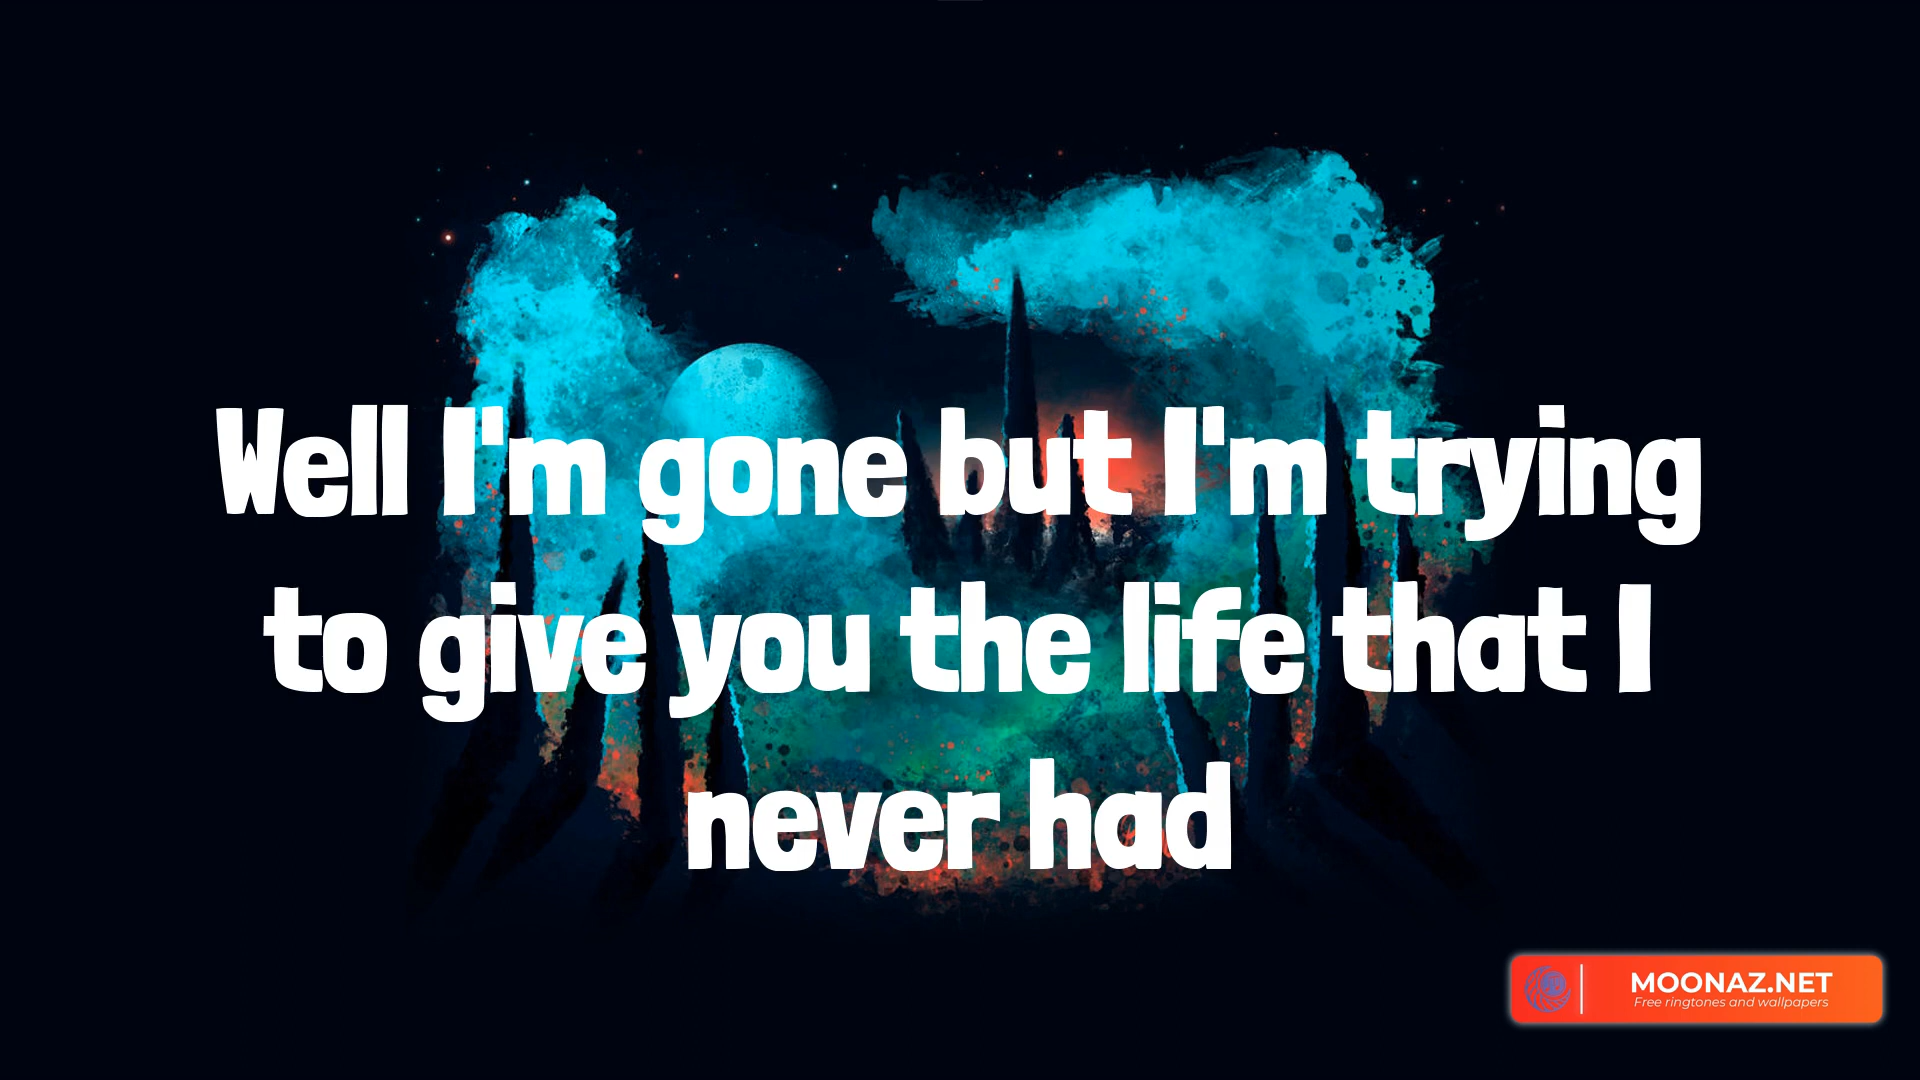 Well I'm gone but I'm trying
to give you the life that I
never had
MOONAZ.NET
Free ringtones and wallpapers